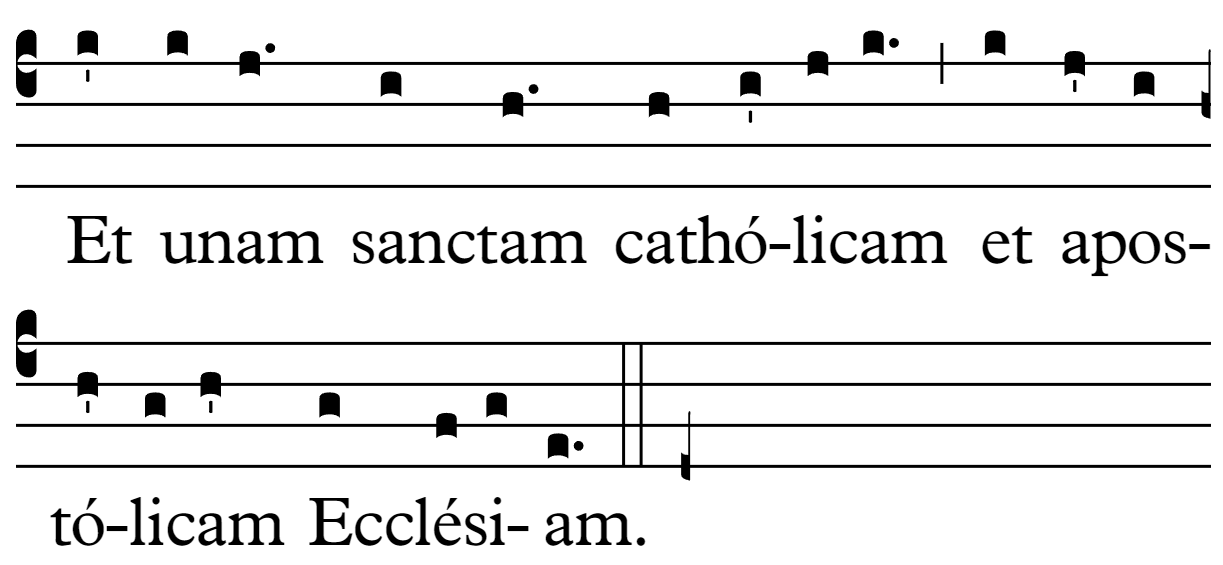 Et unam sanctam cathó-licam et apos-
tó-licam Ecclési- am.